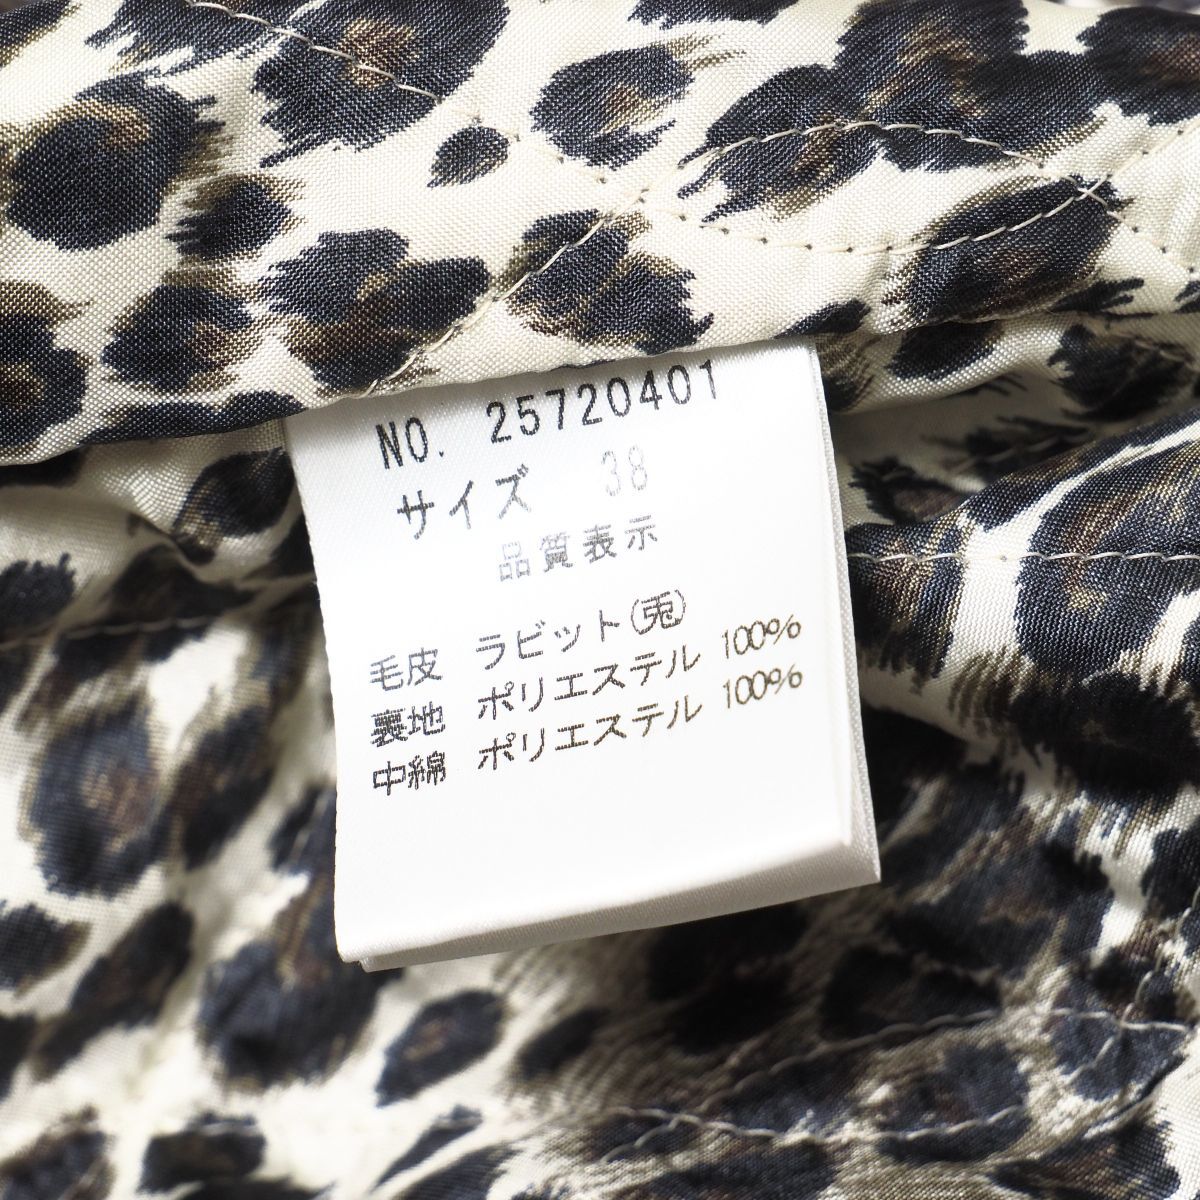 NO. 25720401
サイズ 38
品質表示
毛皮 ラビット(兎)
裏地 ポリエステル 100%
中綿 ポリエステル 100%